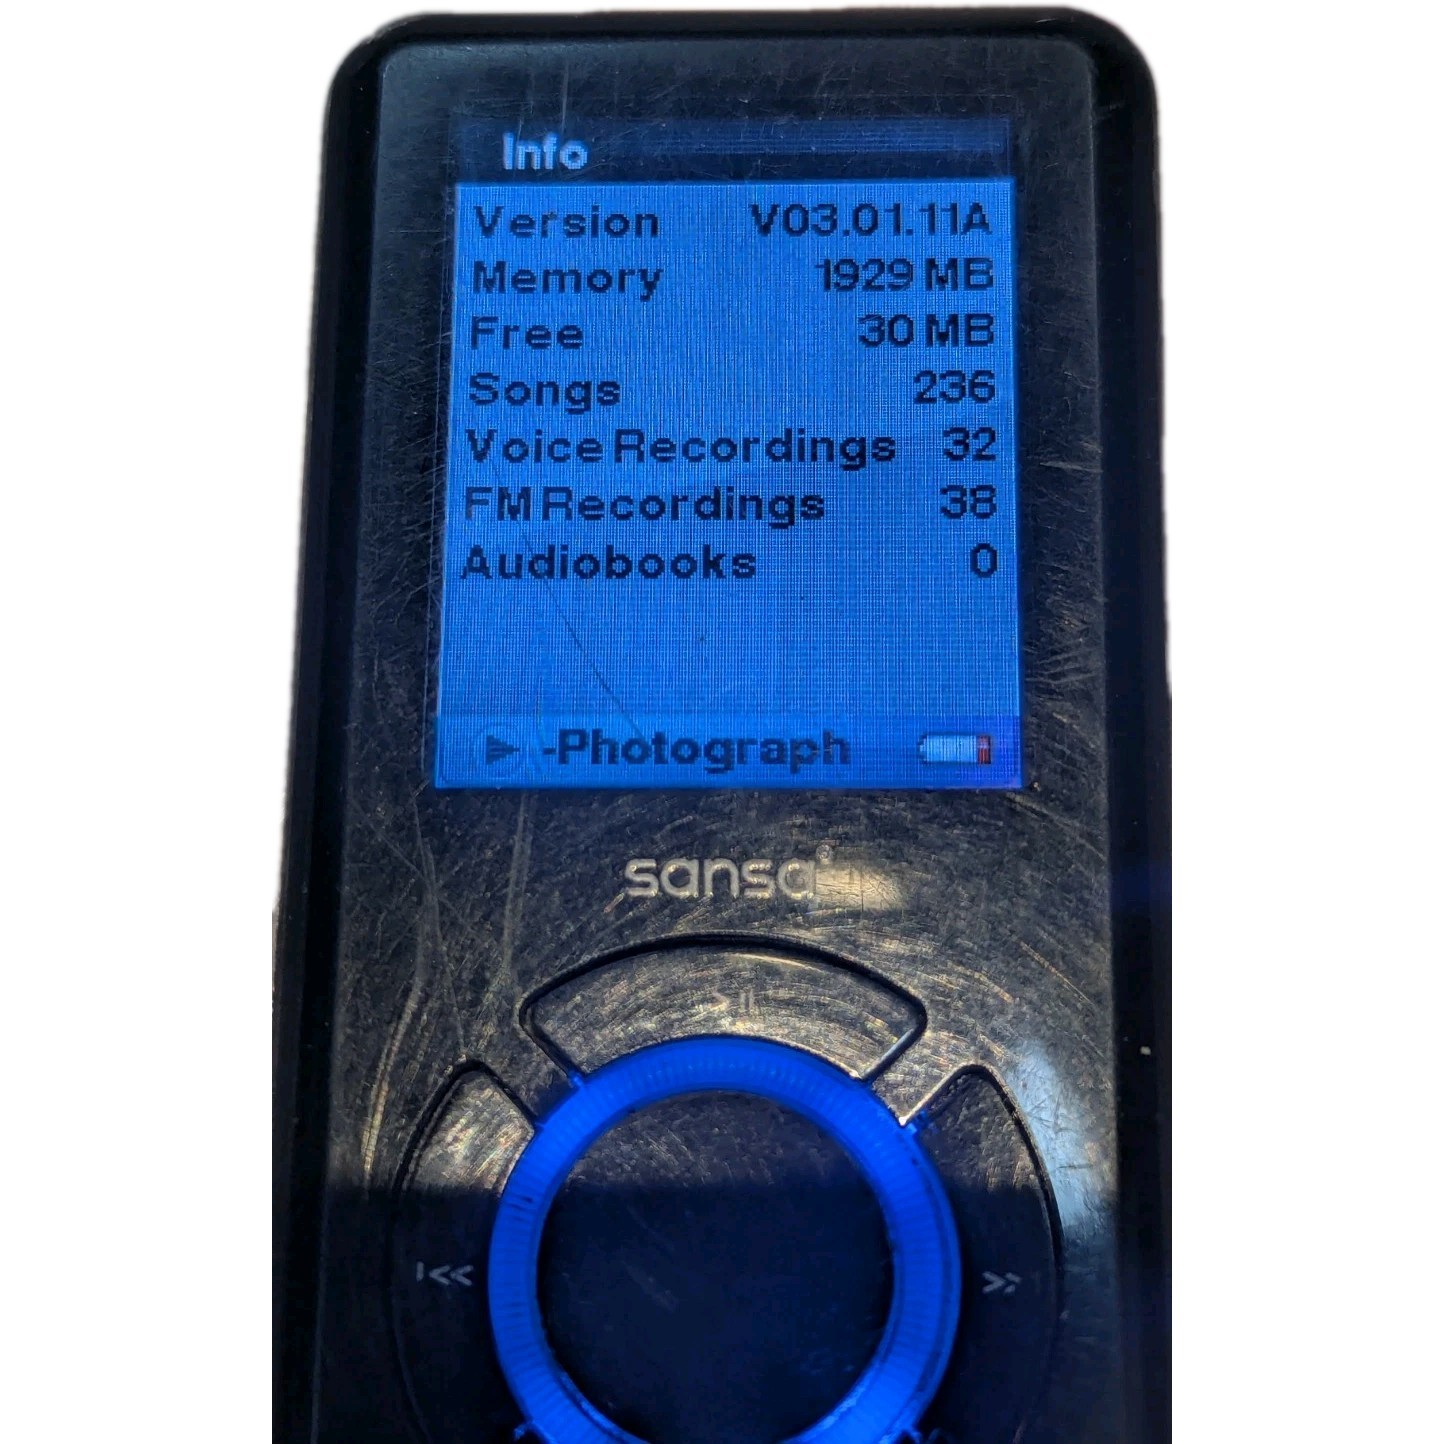 Info
Version V03.01.11A
Memory 1929 MB
Free 30 MB
Songs 236
Voice Recordings 32
FM Recordings 38
Audiobooks 0
-Photograph
sansa